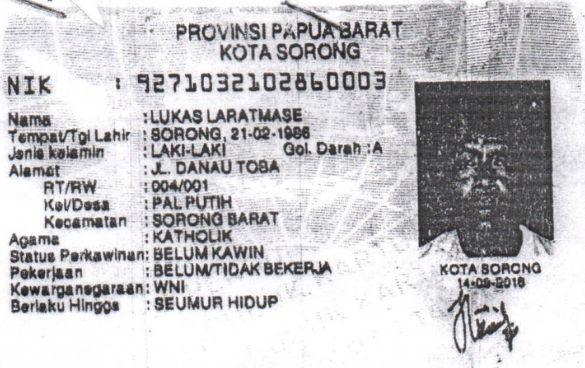 PROVINSI PAPUA BARAT
KOTA SORONG
NIK : 9271032102860003
Nama : LUKAS LARATMASE
Tempat/Tgl Lahir : SORONG, 21-02-1986
Jenis kelamin : LAKI-LAKI Gol. Darah : A
Alamat : JL. DANAU TOBA
RT/RW : 004/001
Kel/Desa : PAL PUTIH
Kecamatan : SORONG BARAT
Agama : KATHOLIK
Status Perkawinan: BELUM KAWIN
Pekerjaan : BELUM/TIDAK BEKERJA
Kewarganegaraan: WNI
Berlaku Hingga : SEUMUR HIDUP
KOTA SORONG
14-09-2016